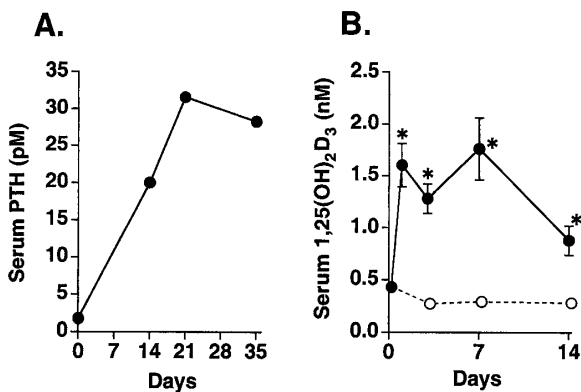 A.
Serum PTH (pM)
35
30
25
20
15
10
5
0
0 7 14 21 28 35
Days
B.
Serum 1,25(OH)2D3 (nM)
2.5
2.0
1.5
1.0
0.5
0.0
* * * *
0 7 14
Days